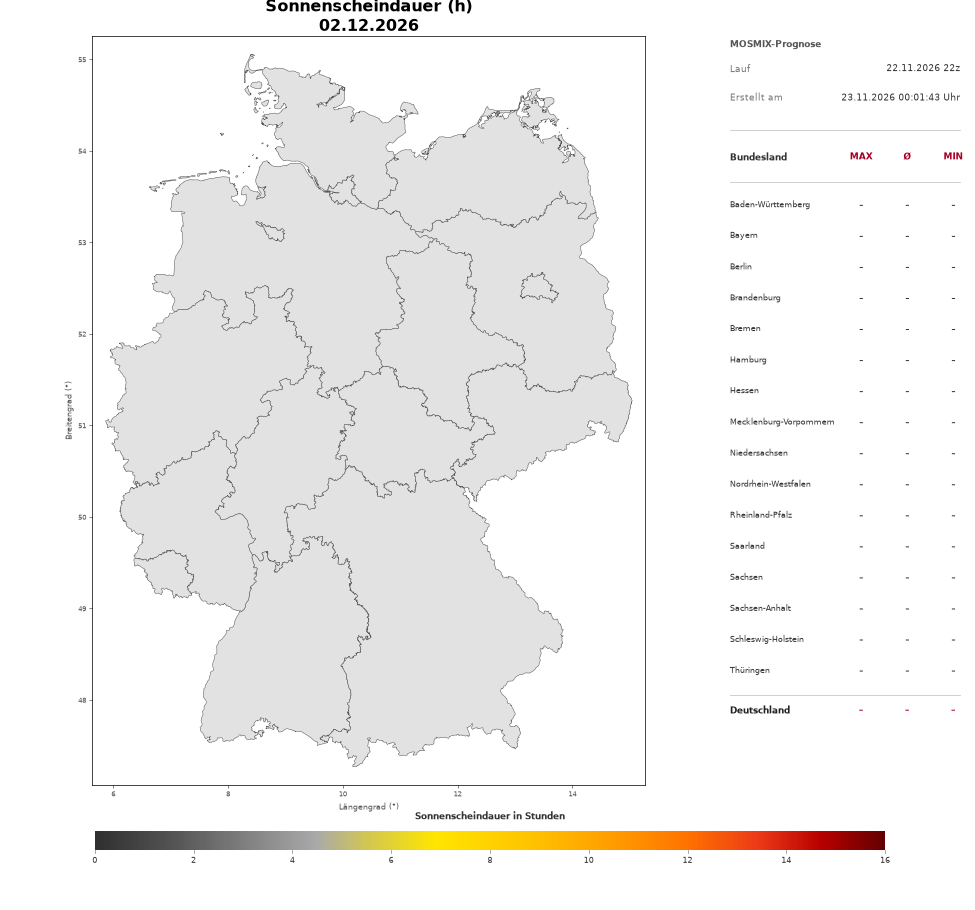 Sonnenscheindauer (h)
02.12.2026
MOSMIX-Prognose
Lauf 22.11.2026 22z
Erstellt am 23.11.2026 00:01:43 Uhr
Bundesland MAX Ø MIN
Baden-Württemberg - - -
Bayern - - -
Berlin - - -
Brandenburg - - -
Bremen - - -
Hamburg - - -
Hessen - - -
Mecklenburg-Vorpommern - - -
Niedersachsen - - -
Nordrhein-Westfalen - - -
Rheinland-Pfalz - - -
Saarland - - -
Sachsen - - -
Sachsen-Anhalt - - -
Schleswig-Holstein - - -
Thüringen - - -
Deutschland - - -
55
54
53
52
51
50
49
48
Breitengrad (°)
6 8 10 12 14
Längengrad (°)
Sonnenscheindauer in Stunden
0 2 4 6 8 10 12 14 16